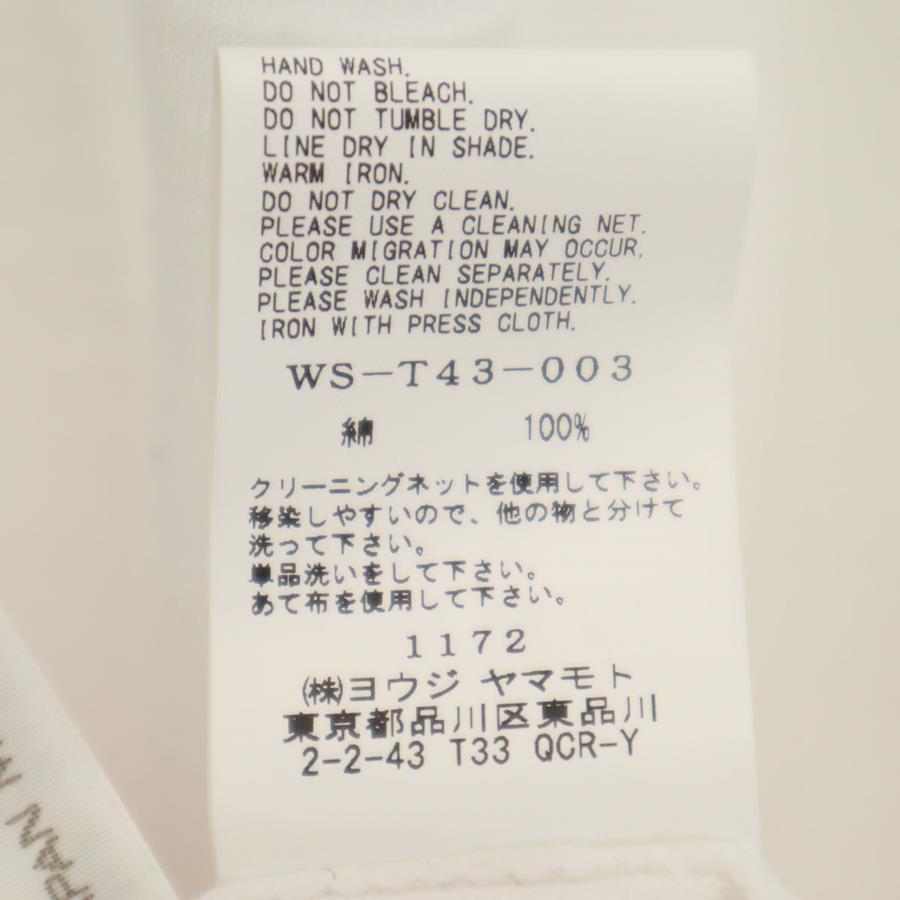 HAND WASH.
DO NOT BLEACH.
DO NOT TUMBLE DRY.
LINE DRY IN SHADE.
WARM IRON.
DO NOT DRY CLEAN.
PLEASE USE A CLEANING NET.
COLOR MIGRATION MAY OCCUR,
PLEASE CLEAN SEPARATELY.
PLEASE WASH INDEPENDENTLY.
IRON WITH PRESS CLOTH.
WS-T43-003
綿 100%
クリーニングネットを使用して下さい。
移染しやすいので、他の物と分けて
洗って下さい。
単品洗いをして下さい。
あて布を使用して下さい。
1172
㈱ヨウジ ヤマモト
東京都品川区東品川
2-2-43 T33 QCR-Y